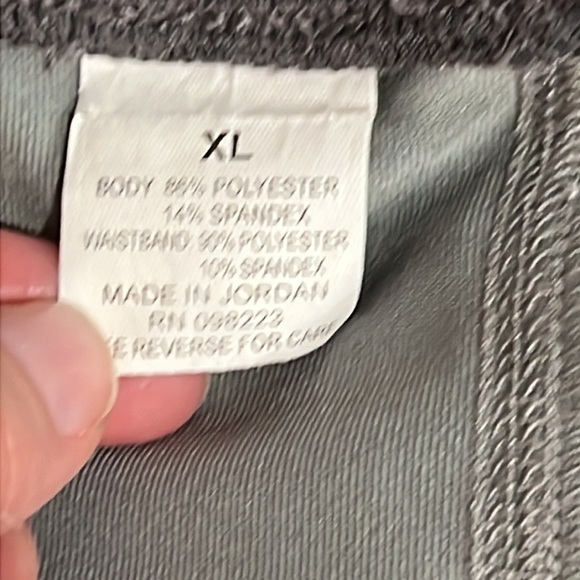 XL
BODY 86% POLYESTER
14% SPANDEX
WAISTBAND 90% POLYESTER
10% SPANDEX
MADE IN JORDAN
RN 098223
REVERSE FOR CARE